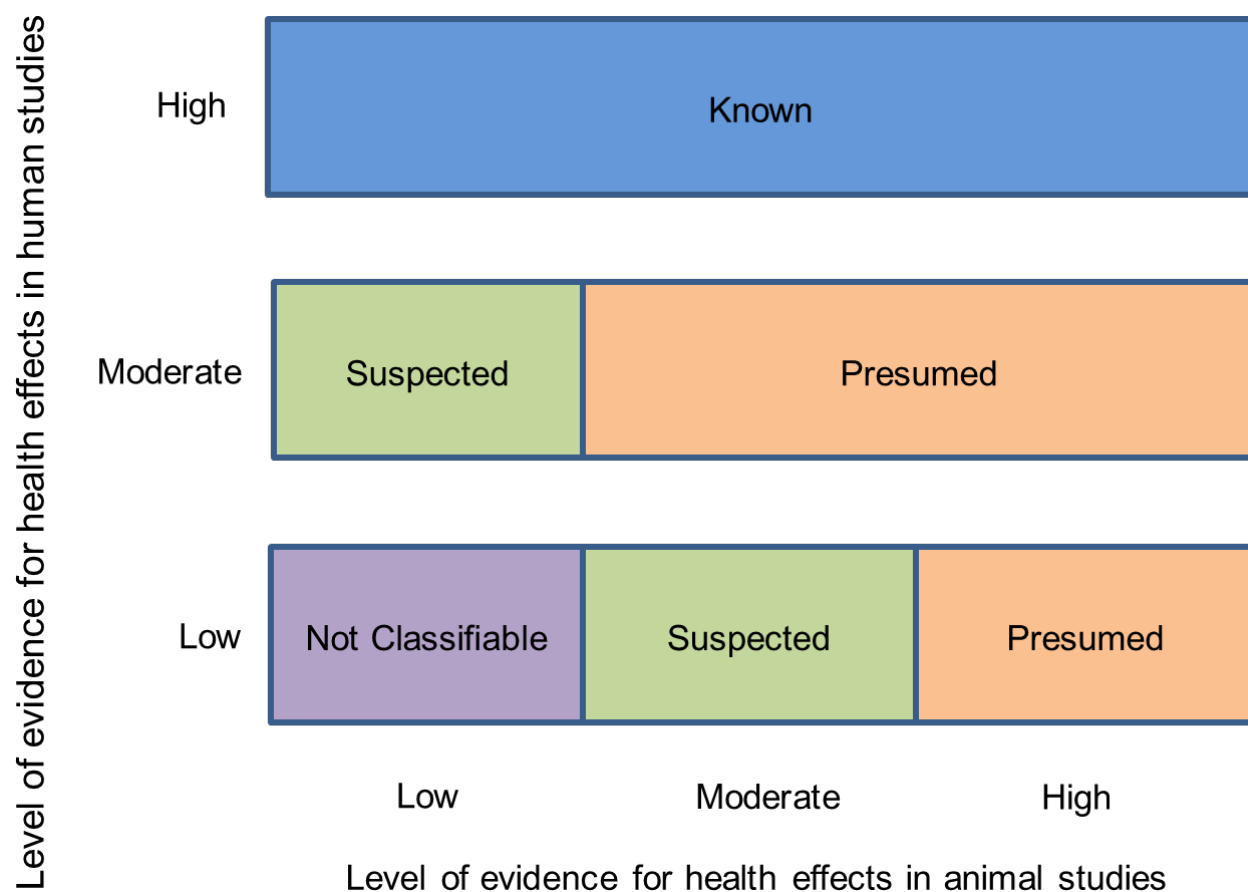 Level of evidence for health effects in human studies
High
Known
Moderate
Suspected
Presumed
Low
Not Classifiable
Suspected
Presumed
Low
Moderate
High
Level of evidence for health effects in animal studies